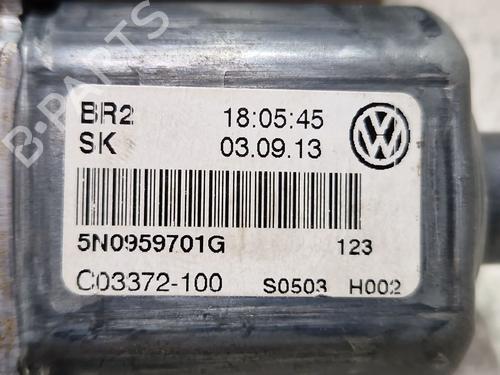 BR2 18:05:45
SK 03.09.13
5N0959701G 123
C03372-100 S0503 H002
B-PARTS